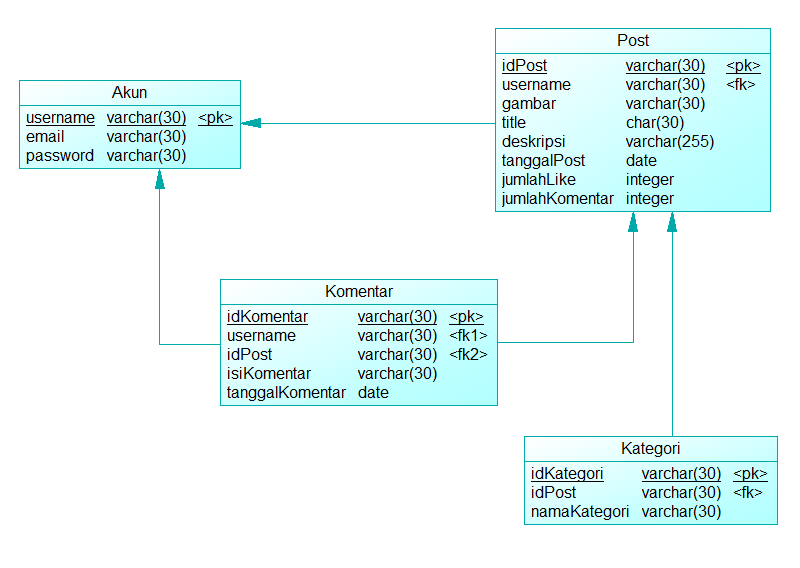 Akun
username varchar(30) <pk>
email varchar(30)
password varchar(30)
Post
idPost varchar(30) <pk>
username varchar(30) <fk>
gambar varchar(30)
title char(30)
deskripsi varchar(255)
tanggalPost date
jumlahLike integer
jumlahKomentar integer
Komentar
idKomentar varchar(30) <pk>
username varchar(30) <fk1>
idPost varchar(30) <fk2>
isiKomentar varchar(30)
tanggalKomentar date
Kategori
idKategori varchar(30) <pk>
idPost varchar(30) <fk>
namaKategori varchar(30)